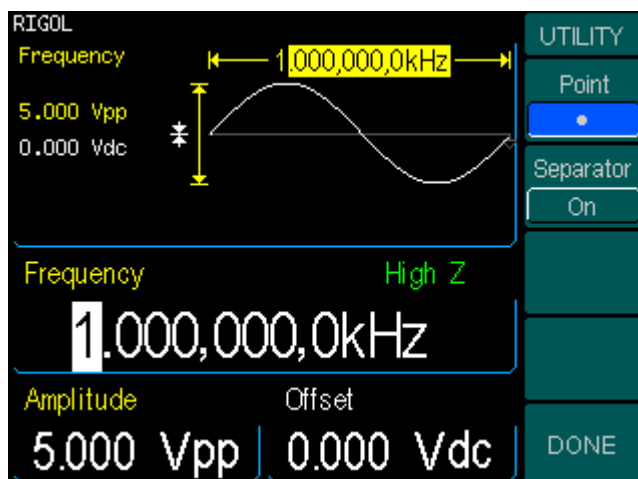 RIGOL
UTILITY
Frequency
1.000,000,0kHz
Point
5.000 Vpp
0.000 Vdc
Separator
On
Frequency
High Z
1.000,000,0kHz
Amplitude
Offset
5.000 Vpp
0.000 Vdc
DONE